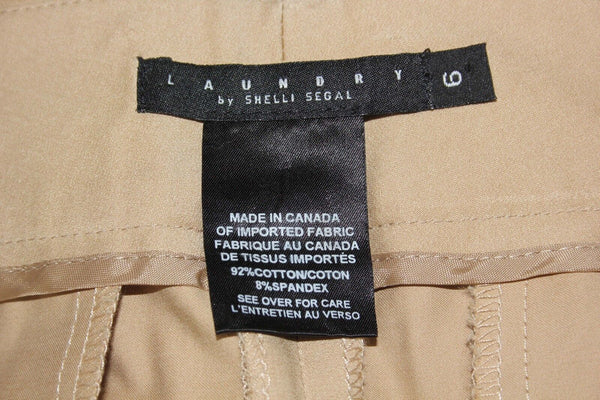 LAUNDRY
by SHELLI SEGAL
6
MADE IN CANADA
OF IMPORTED FABRIC
FABRIQUE AU CANADA
DE TISSUS IMPORTÉS
92%COTTON/COTON
8%SPANDEX
SEE OVER FOR CARE
L'ENTRETIEN AU VERSO